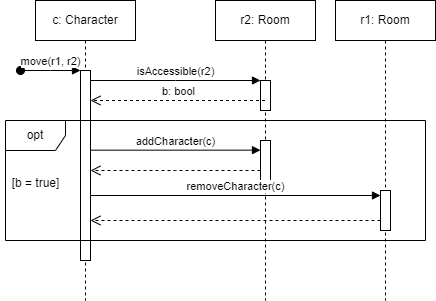 c: Character
r2: Room
r1: Room
move(r1, r2)
isAccessible(r2)
b: bool
opt
addCharacter(c)
[b = true]
removeCharacter(c)